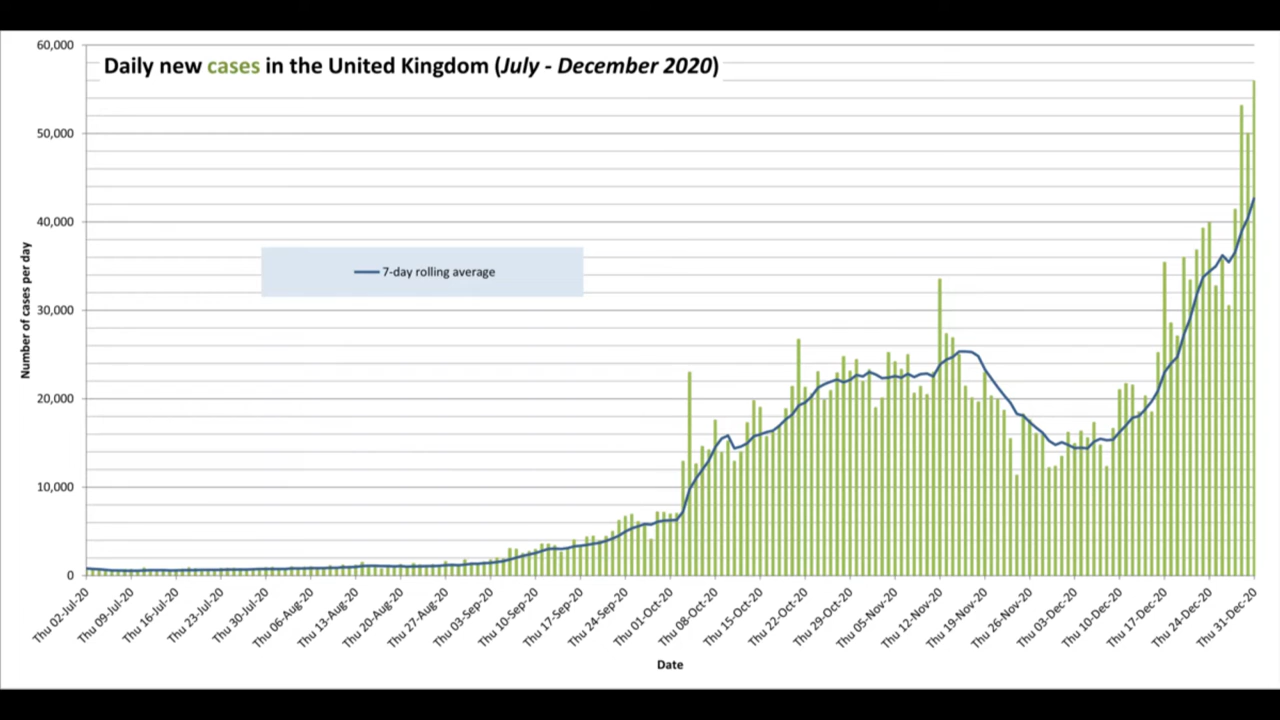 Daily new cases in the United Kingdom (July - December 2020)
60,000
50,000
40,000
30,000
20,000
10,000
0
Number of cases per day
7-day rolling average
Thu 02-Jul-20
Thu 09-Jul-20
Thu 16-Jul-20
Thu 23-Jul-20
Thu 30-Jul-20
Thu 06-Aug-20
Thu 13-Aug-20
Thu 20-Aug-20
Thu 27-Aug-20
Thu 03-Sep-20
Thu 10-Sep-20
Thu 17-Sep-20
Thu 24-Sep-20
Thu 01-Oct-20
Thu 08-Oct-20
Thu 15-Oct-20
Thu 22-Oct-20
Thu 29-Oct-20
Thu 05-Nov-20
Thu 12-Nov-20
Thu 19-Nov-20
Thu 26-Nov-20
Thu 03-Dec-20
Thu 10-Dec-20
Thu 17-Dec-20
Thu 24-Dec-20
Thu 31-Dec-20
Date